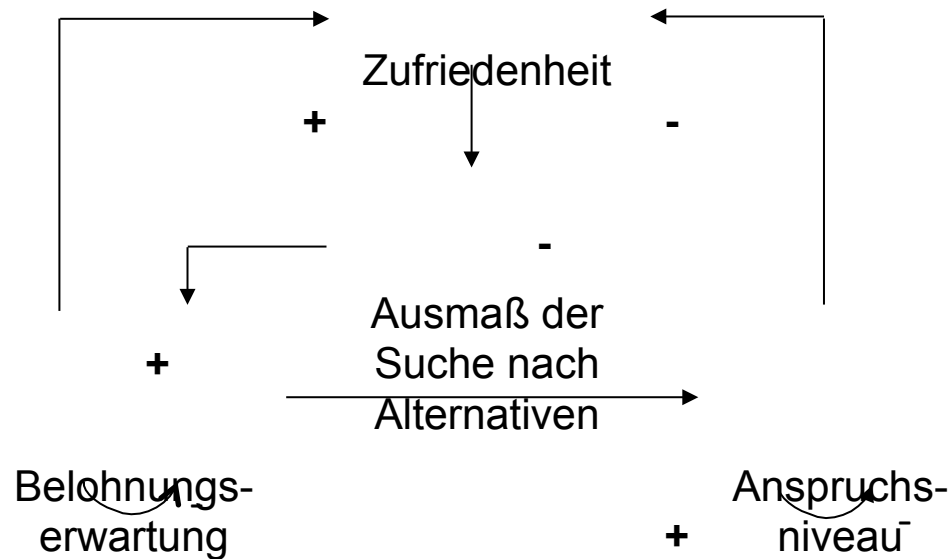 Zufriedenheit
+ -
-
Ausmaß der
+ Suche nach
Alternativen
Belohnungs- Anspruchs-
-
erwartung + niveau -